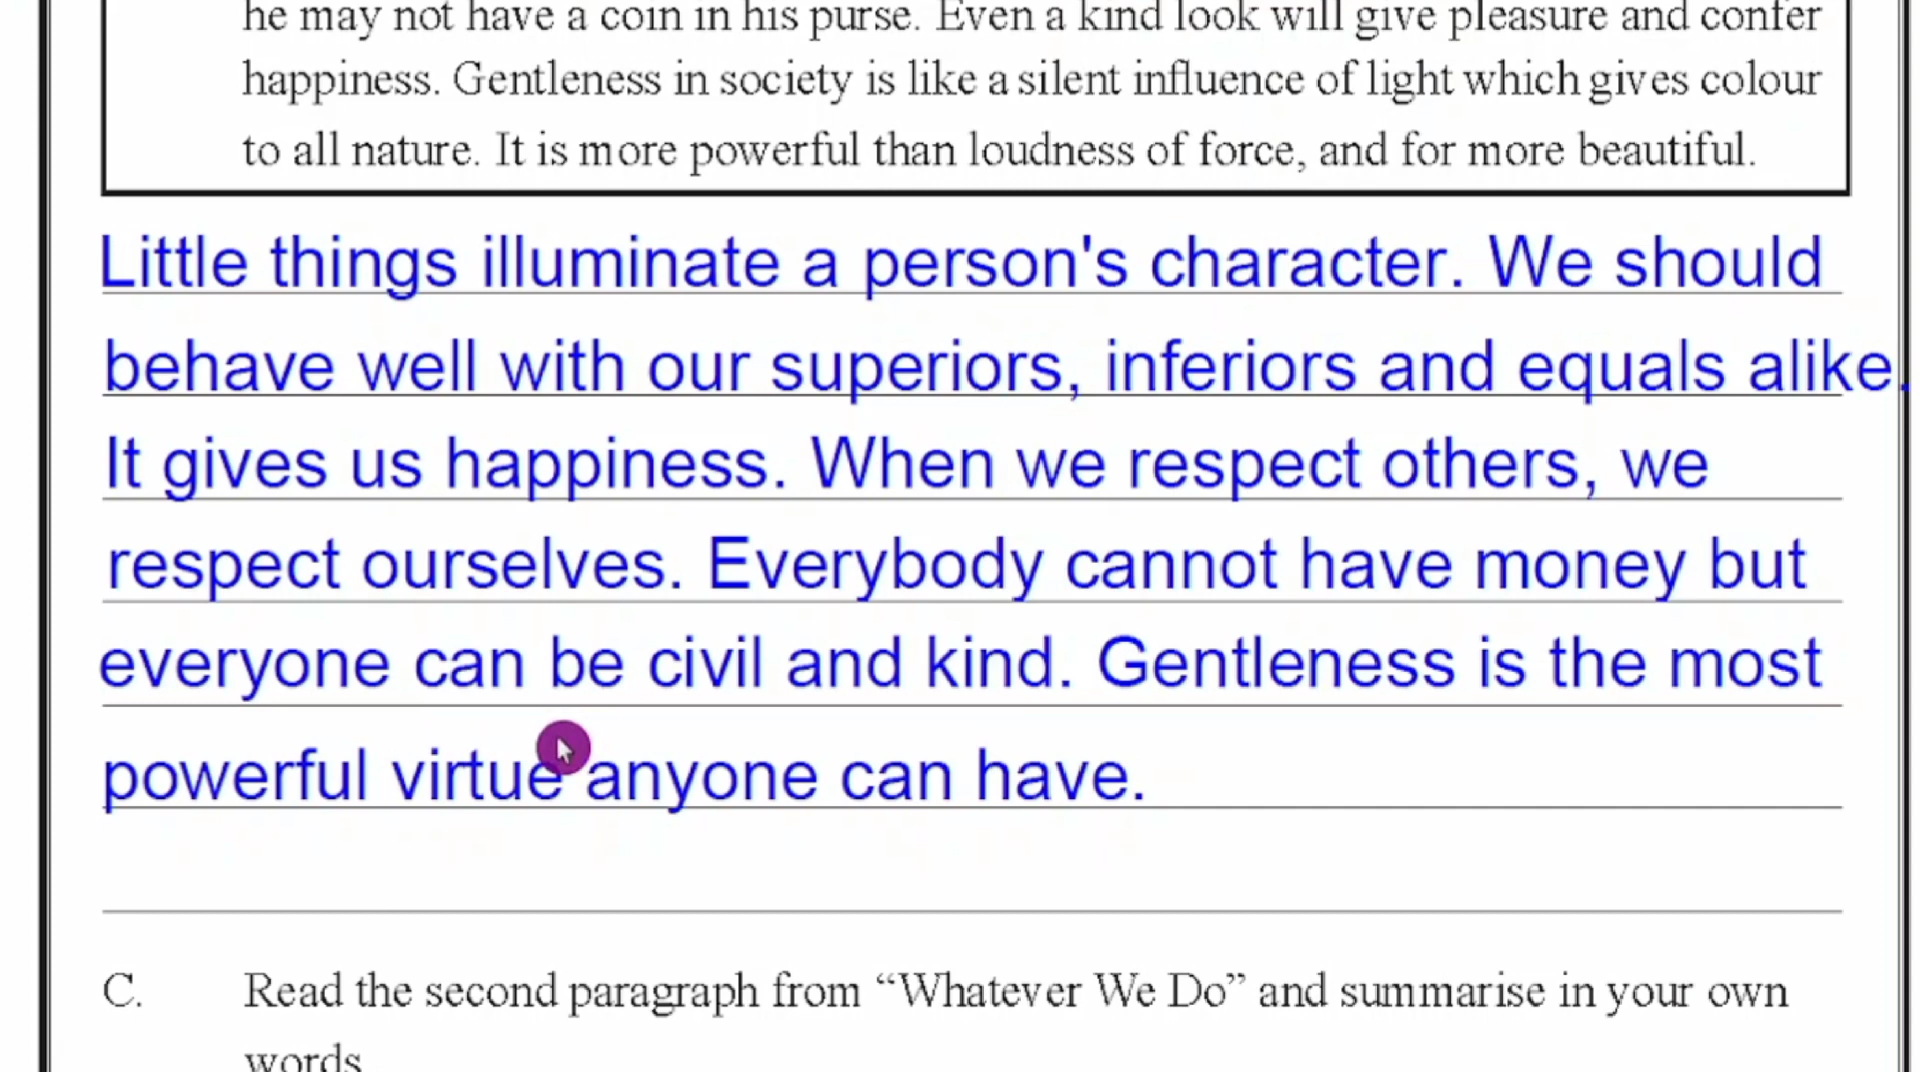 he may not have a coin in his purse. Even a kind look will give pleasure and confer
happiness. Gentleness in society is like a silent influence of light which gives colour
to all nature. It is more powerful than loudness of force, and for more beautiful.
Little things illuminate a person's character. We should
behave well with our superiors, inferiors and equals alike.
It gives us happiness. When we respect others, we
respect ourselves. Everybody cannot have money but
everyone can be civil and kind. Gentleness is the most
powerful virtue anyone can have.
C. Read the second paragraph from “Whatever We Do” and summarise in your own
words